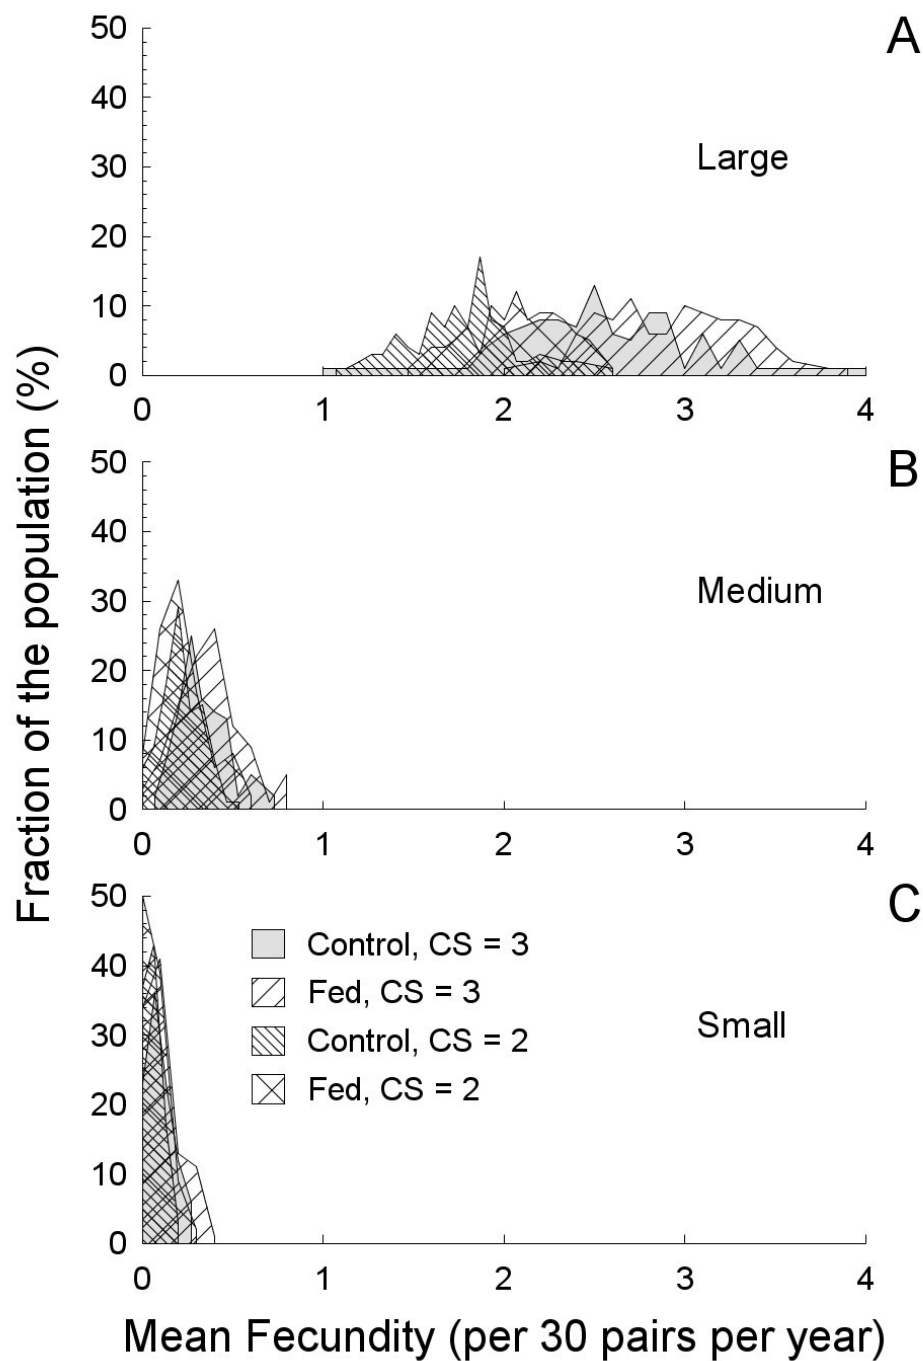 A
50
40
30
20
10
0
Large
0 1 2 3 4
B
50
40
30
20
10
0
Medium
0 1 2 3 4
C
50
40
30
20
10
0
Control, CS = 3
Fed, CS = 3
Control, CS = 2
Fed, CS = 2
Small
0 1 2 3 4
Fraction of the population (%)
Mean Fecundity (per 30 pairs per year)